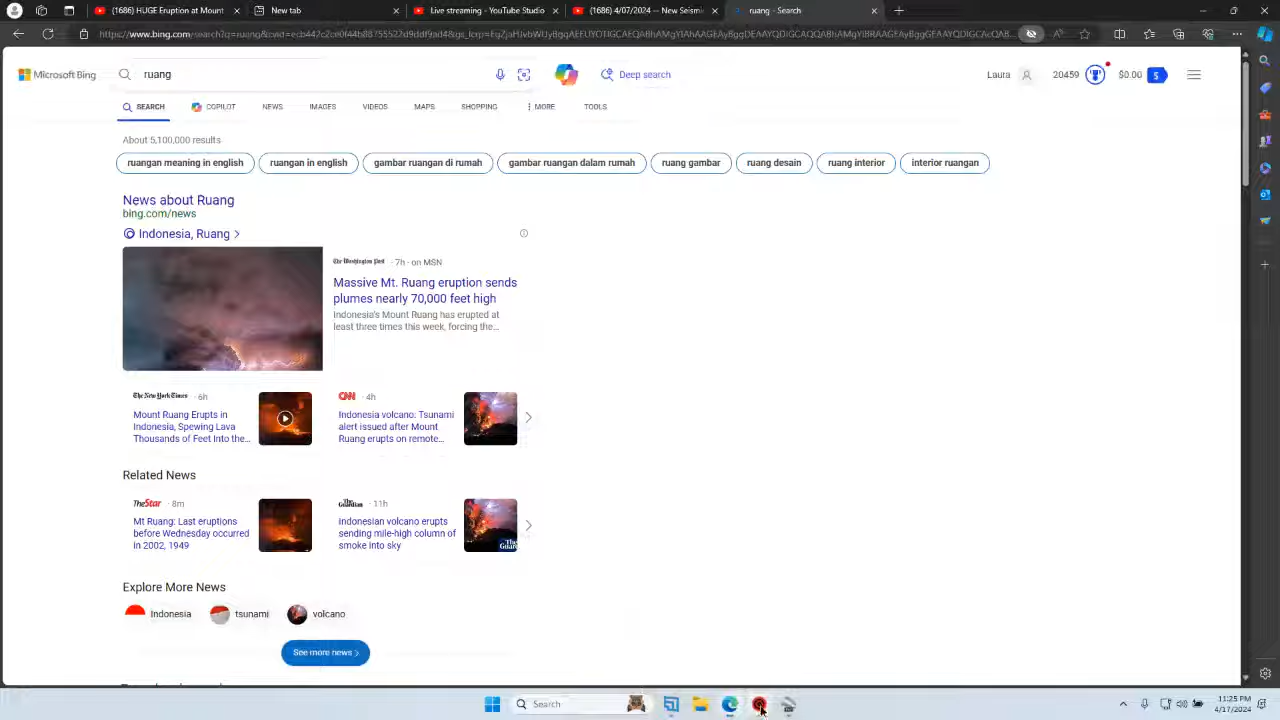 (1686) HUGE Eruption at Mount
New tab
Live streaming - YouTube Studio
(1686) 4/07/2024 -- New Seismi
ruang - Search
Microsoft Bing
ruang
Deep search
Laura
20459
$0.00
SEARCH
COPILOT
NEWS
IMAGES
VIDEOS
MAPS
SHOPPING
MORE
TOOLS
About 5,100,000 results
ruangan meaning in english
ruangan in english
gambar ruangan di rumah
gambar ruangan dalam rumah
ruang gambar
ruang desain
ruang interior
interior ruangan
News about Ruang
bing.com/news
Indonesia, Ruang
The Washington Post · 7h · on MSN
Massive Mt. Ruang eruption sends
plumes nearly 70,000 feet high
Indonesia's Mount Ruang has erupted at
least three times this week, forcing the...
The New York Times · 6h
Mount Ruang Erupts in
Indonesia, Spewing Lava
Thousands of Feet Into the...
CNN · 4h
Indonesia volcano: Tsunami
alert issued after Mount
Ruang erupts on remote...
Related News
TheStar · 8m
Mt Ruang: Last eruptions
before Wednesday occurred
in 2002, 1949
The Guardian · 11h
Indonesian volcano erupts
sending mile-high column of
smoke into sky
Explore More News
Indonesia
tsunami
volcano
See more news
Search
11:25 PM
4/17/2024